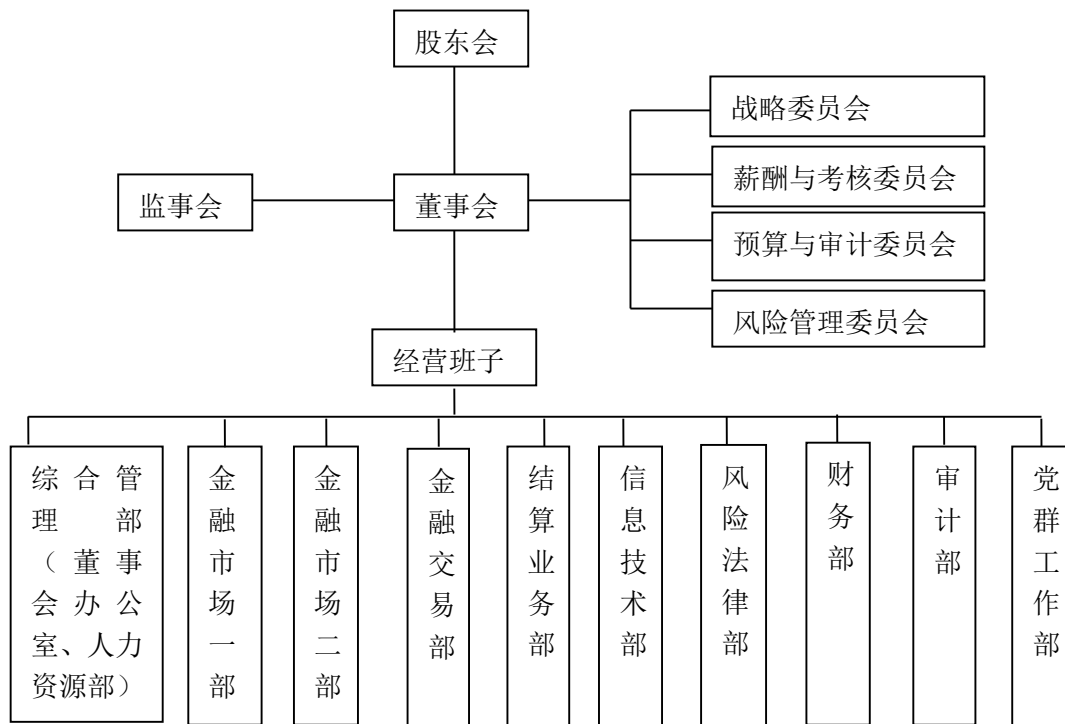 股东会
战略委员会
薪酬与考核委员会
监事会
董事会
预算与审计委员会
风险管理委员会
经营班子
综合管
理部
（董事
会办公
室、人力
资源部）
金融市场一部
金融市场二部
金融交易部
结算业务部
信息技术部
风险法律部
财务部
审计部
党群工作部